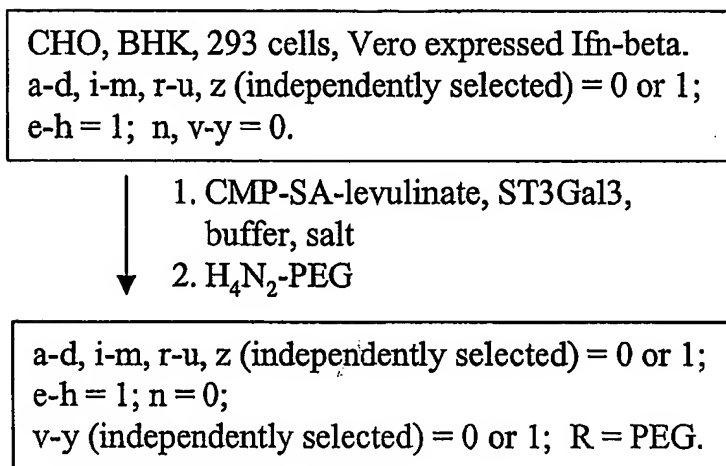 CHO, BHK, 293 cells, Vero expressed Ifn-beta.
a-d, i-m, r-u, z (independently selected) = 0 or 1;
e-h = 1; n, v-y = 0.
1. CMP-SA-levulinate, ST3Gal3,
buffer, salt
2. H₄N₂-PEG
a-d, i-m, r-u, z (independently selected) = 0 or 1;
e-h = 1; n = 0;
v-y (independently selected) = 0 or 1; R = PEG.